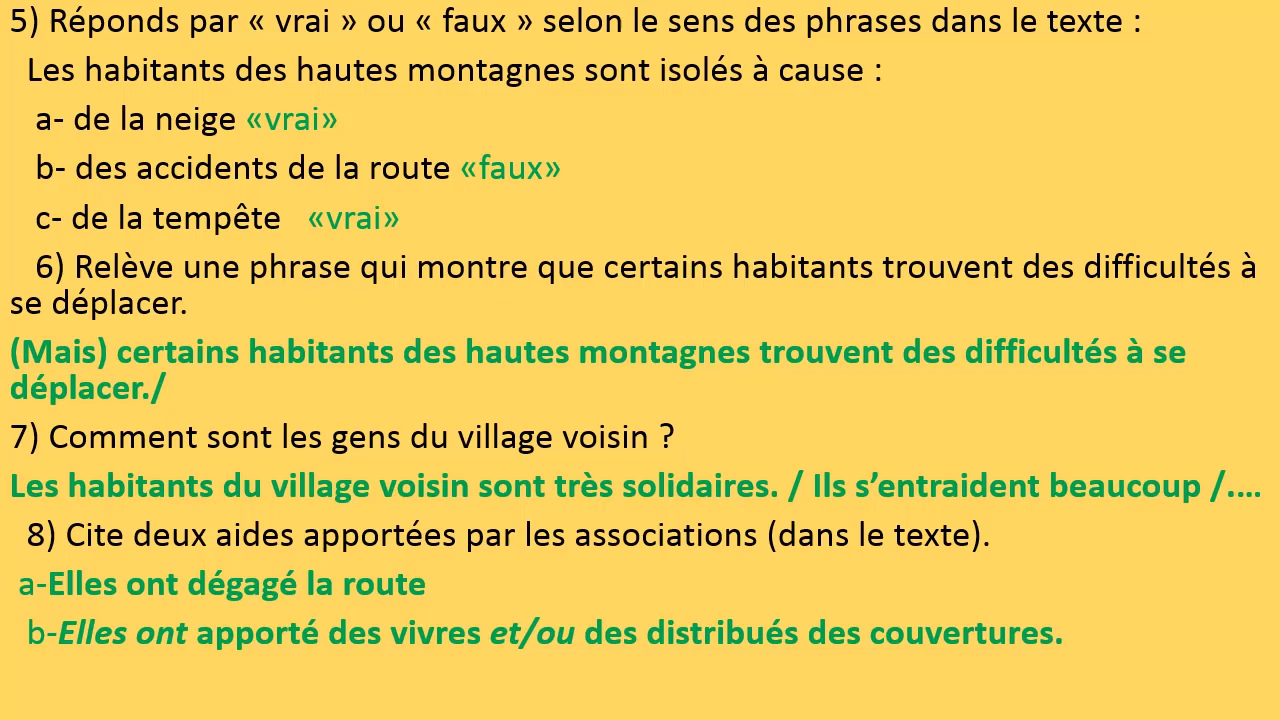 5) Réponds par « vrai » ou « faux » selon le sens des phrases dans le texte :
Les habitants des hautes montagnes sont isolés à cause :
a- de la neige «vrai»
b- des accidents de la route «faux»
c- de la tempête «vrai»
6) Relève une phrase qui montre que certains habitants trouvent des difficultés à
se déplacer.
(Mais) certains habitants des hautes montagnes trouvent des difficultés à se
déplacer./
7) Comment sont les gens du village voisin ?
Les habitants du village voisin sont très solidaires. / Ils s’entraident beaucoup /.…
8) Cite deux aides apportées par les associations (dans le texte).
a-Elles ont dégagé la route
b-Elles ont apporté des vivres et/ou des distribués des couvertures.